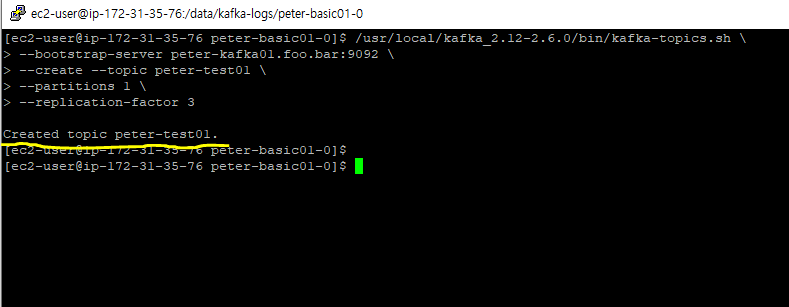 ec2-user@ip-172-31-35-76:/data/kafka-logs/peter-basic01-0
[ec2-user@ip-172-31-35-76 peter-basic01-0]$ /usr/local/kafka_2.12-2.6.0/bin/kafka-topics.sh \
> --bootstrap-server peter-kafka01.foo.bar:9092 \
> --create --topic peter-test01 \
> --partitions 1 \
> --replication-factor 3
Created topic peter-test01.
[ec2-user@ip-172-31-35-76 peter-basic01-0]$
[ec2-user@ip-172-31-35-76 peter-basic01-0]$